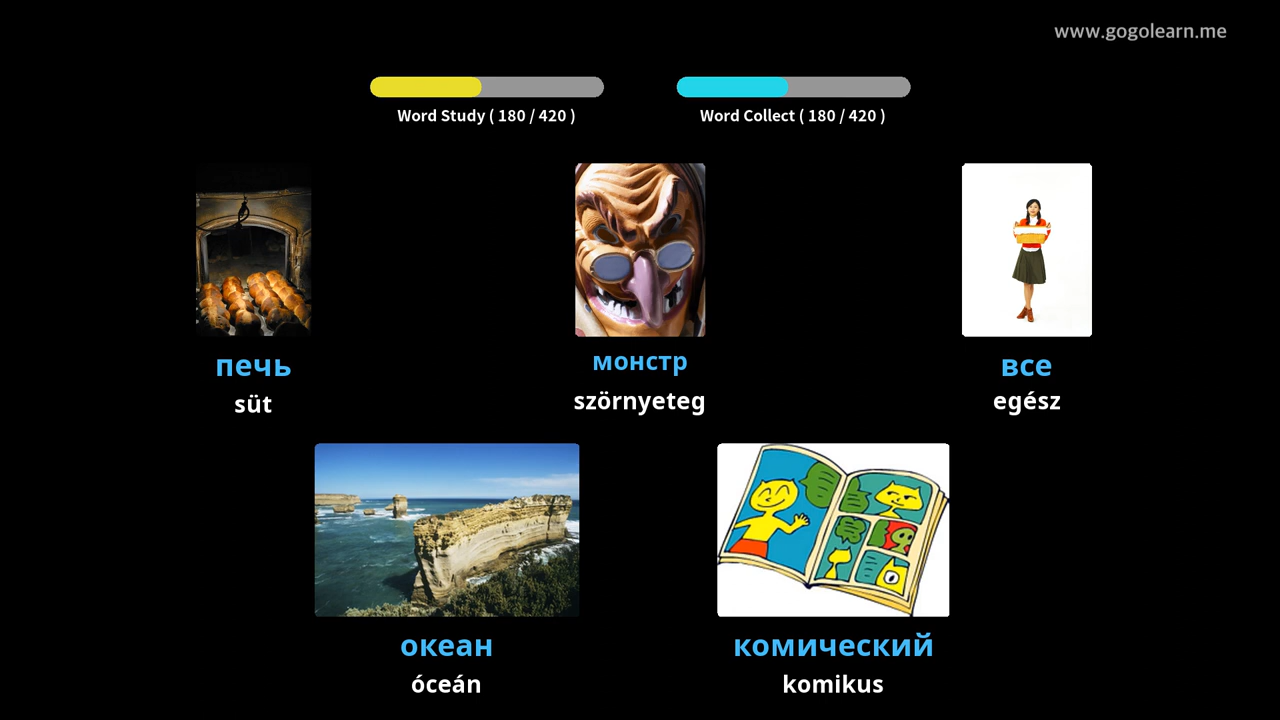 www.gogolearn.me
Word Study ( 180 / 420 )
Word Collect ( 180 / 420 )
печь
süt
монстр
szörnyeteg
все
egész
океан
óceán
комический
komikus